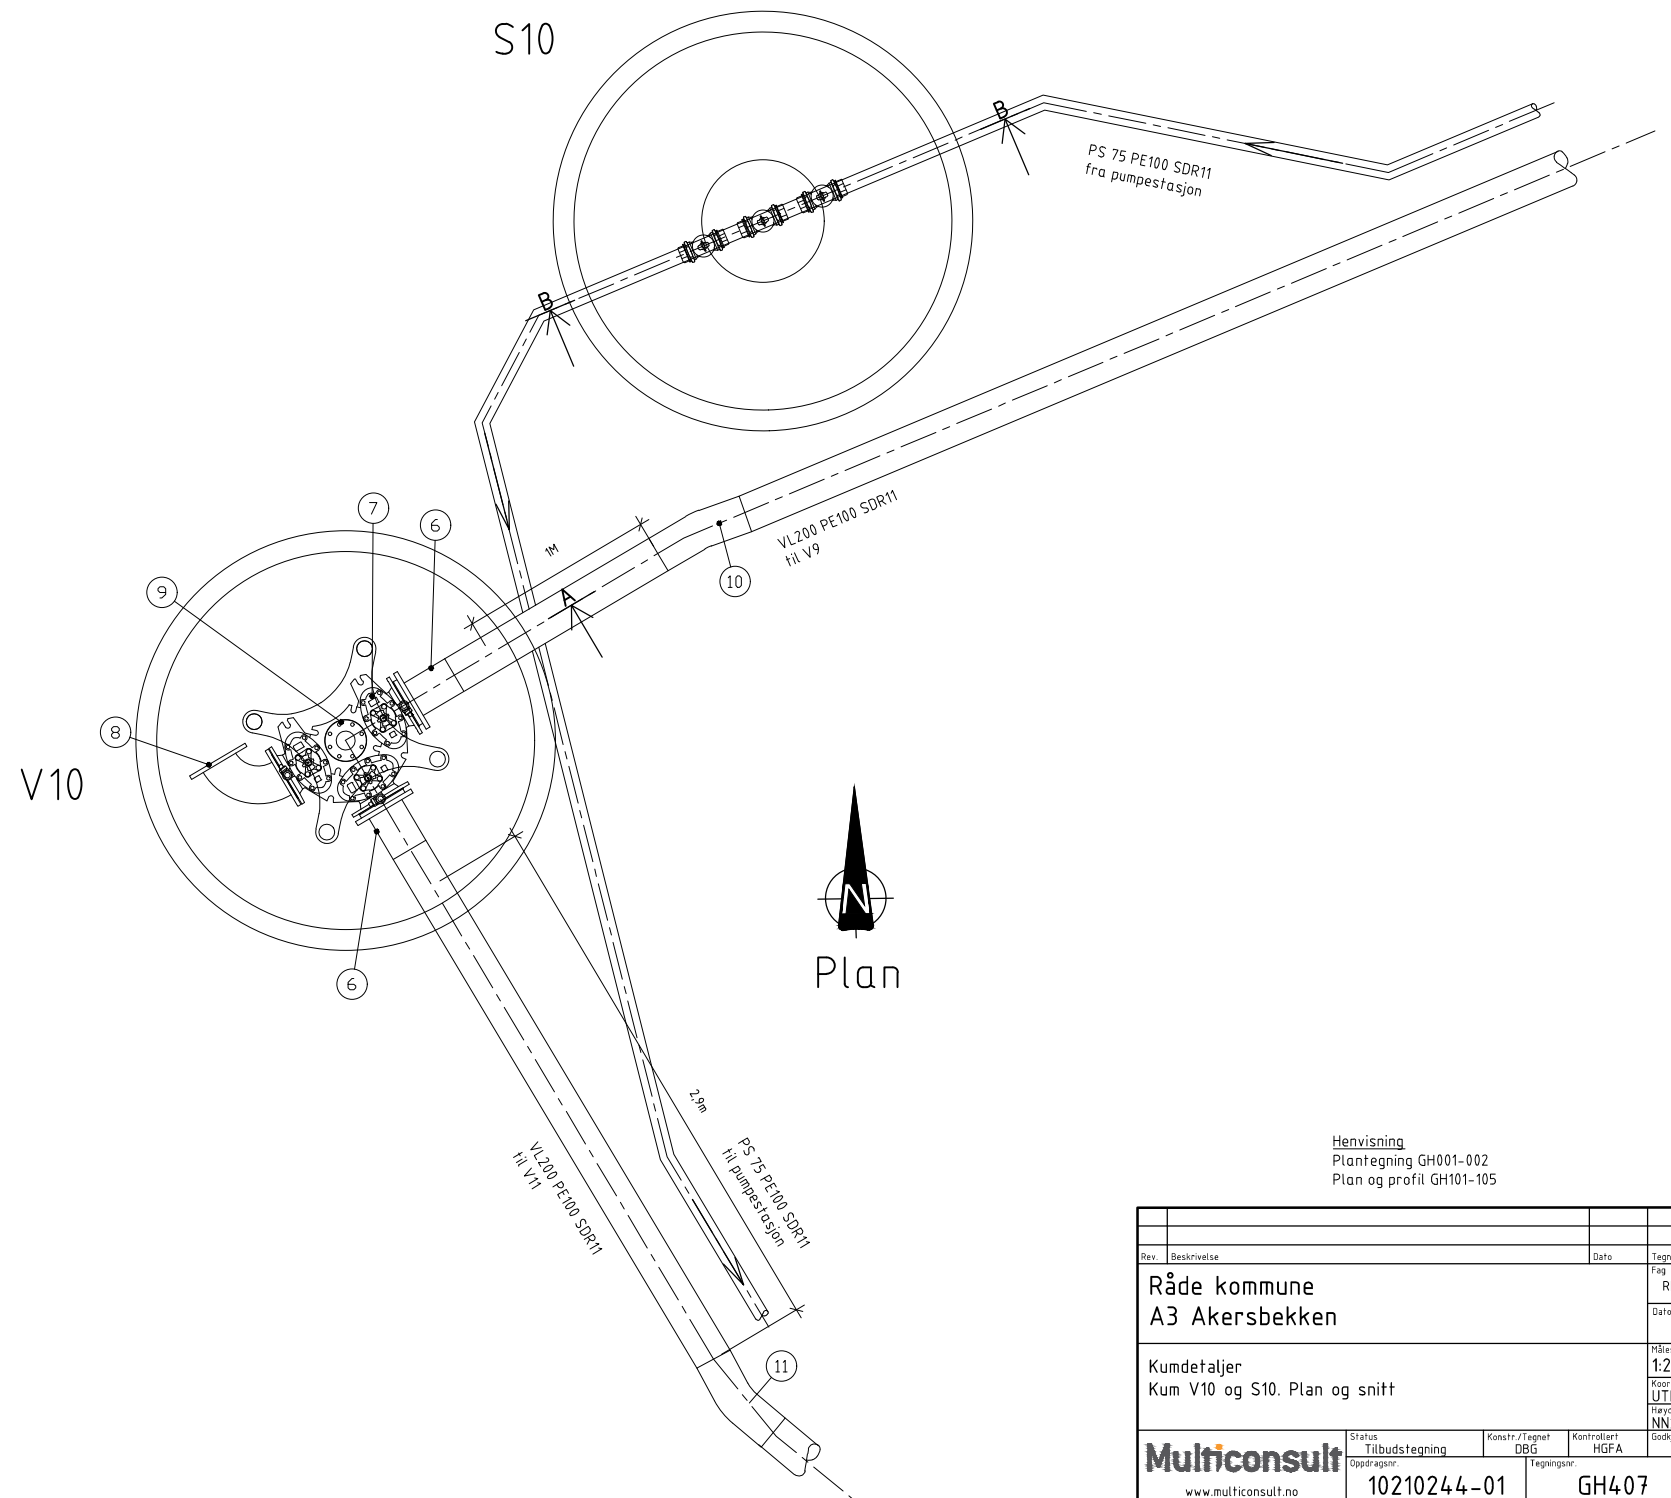 S10
B
PS 75 PE100 SDR11
fra pumpestasjon
B
7
6
1M
VL200 PE100 SDR11
til V9
10
9
A
8
V10
6
N
Plan
2,9m
VL200 PE100 SDR11
til V11
PS 75 PE100 SDR11
til pumpestasjon
11
Henvisning
Plantegning GH001-002
Plan og profil GH101-105
Rev. Beskrivelse Dato
Råde kommune
A3 Akersbekken
Kumdetaljer
Kum V10 og S10. Plan og snitt
Multiconsult
www.multiconsult.no
Status Konstr./Tegnet Kontrollert
Tilbudstegning DBG HGFA
Oppdragsnr. Tegningsnr.
10210244-01 GH407